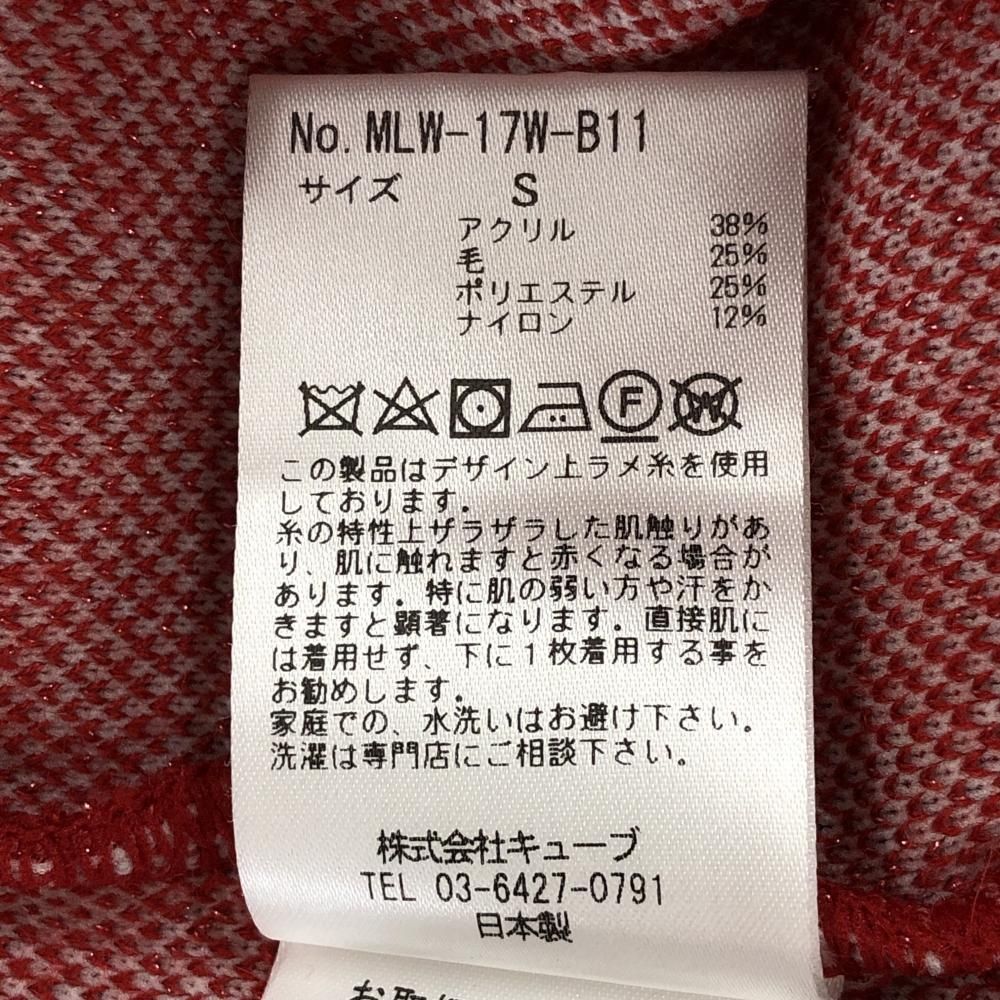 No. MLW-17W-B11
サイズ S
アクリル 38%
毛 25%
ポリエステル 25%
ナイロン 12%
F W
この製品はデザイン上ラメ糸を使用
しております。
糸の特性上ザラザラした肌触りがあ
り、肌に触れますと赤くなる場合が
あります。特に肌の弱い方や汗をか
きますと顕著になります。直接肌に
は着用せず、下に1枚着用する事を
お勧めします。
家庭での、水洗いはお避け下さい。
洗濯は専門店にご相談下さい。
株式会社キューブ
TEL 03-6427-0791
日本製
お取